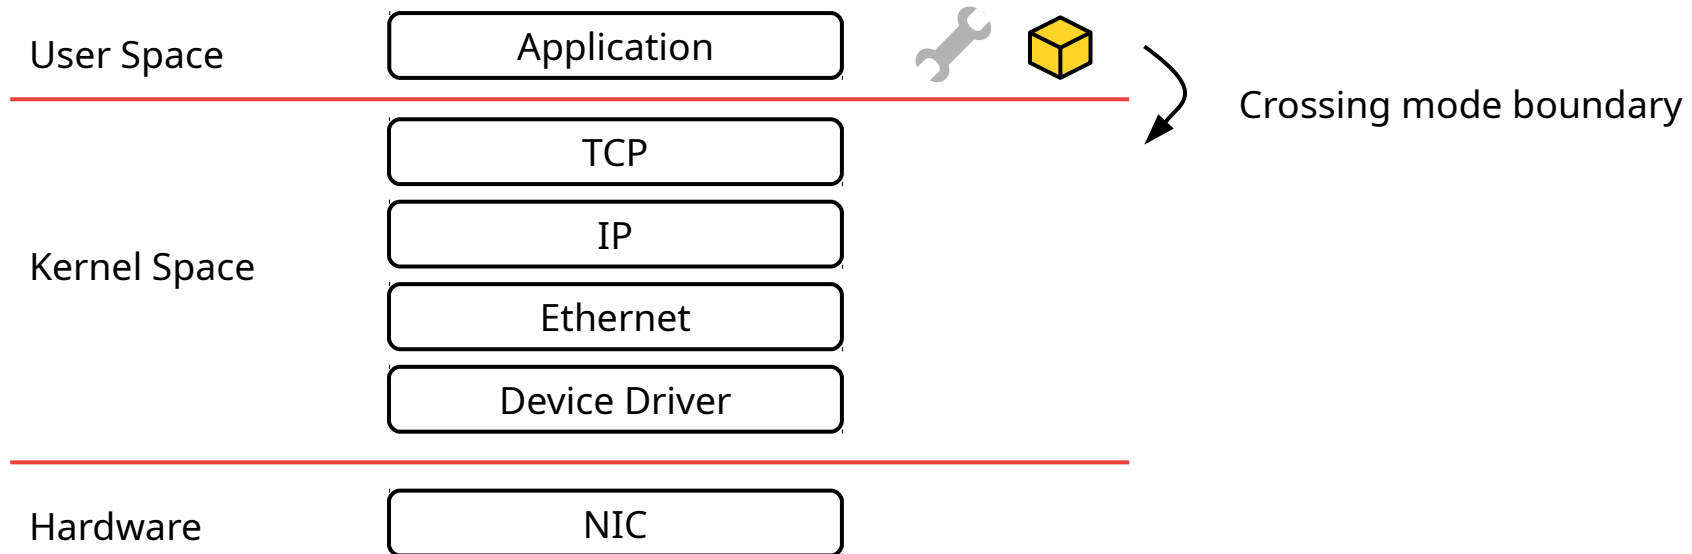 User Space
Application
Crossing mode boundary
TCP
IP
Kernel Space
Ethernet
Device Driver
Hardware
NIC